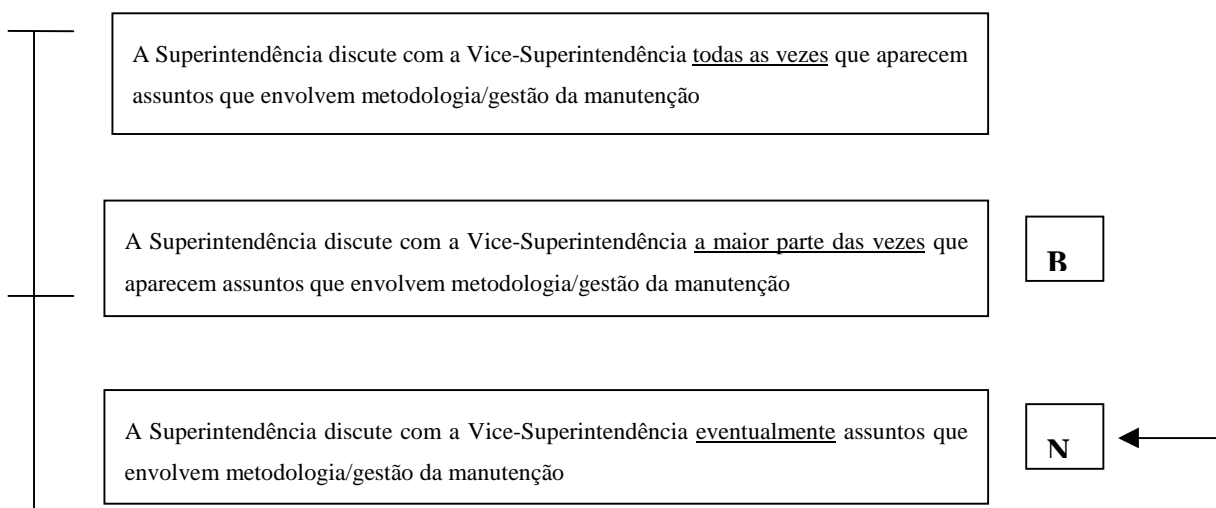 A Superintendência discute com a Vice-Superintendência todas as vezes que aparecem
assuntos que envolvem metodologia/gestão da manutenção
A Superintendência discute com a Vice-Superintendência a maior parte das vezes que
aparecem assuntos que envolvem metodologia/gestão da manutenção
B
A Superintendência discute com a Vice-Superintendência eventualmente assuntos que
envolvem metodologia/gestão da manutenção
N